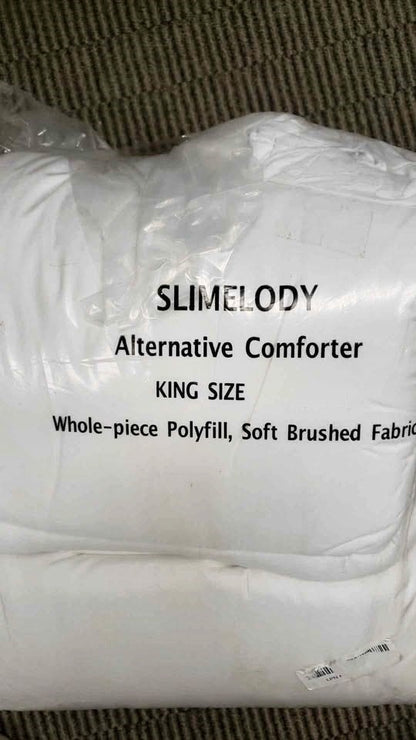 SLIMELODY
Alternative Comforter
KING SIZE
Whole-piece Polyfill, Soft Brushed Fabric